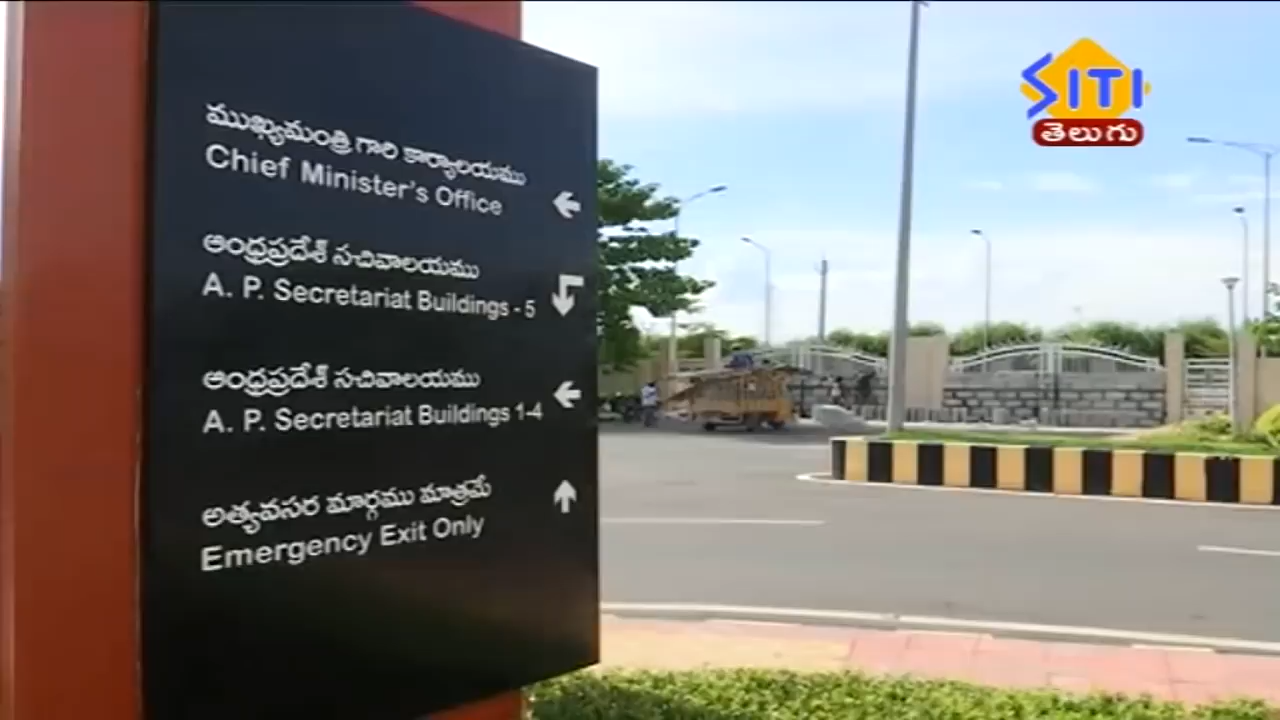 ముఖ్యమంత్రి గారి కార్యాలయము
Chief Minister's Office
ఆంధ్రప్రదేశ్ సచివాలయము
A. P. Secretariat Buildings - 5
ఆంధ్రప్రదేశ్ సచివాలయము
A. P. Secretariat Buildings 1-4
అత్యవసర మార్గము మాత్రమే
Emergency Exit Only
SITI
తెలుగు